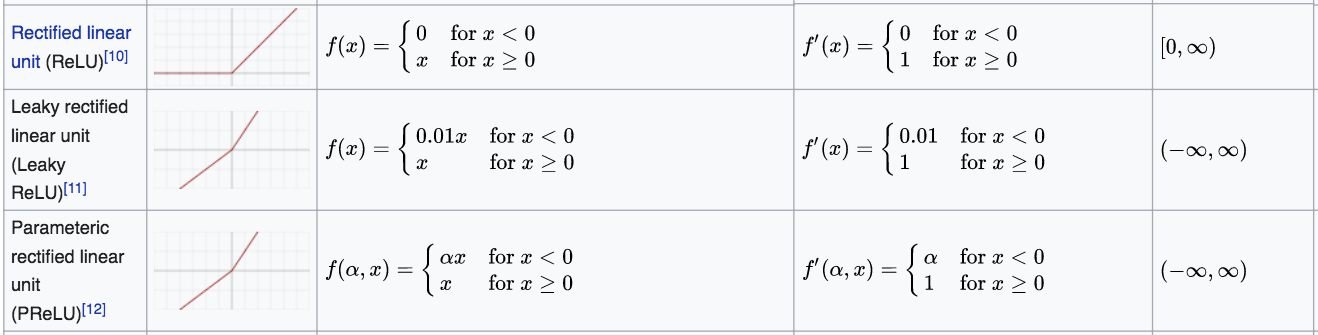 Rectified linear
unit (ReLU)[10]
f(x) = { 0 for x < 0
x for x ≥ 0
f′(x) = { 0 for x < 0
1 for x ≥ 0
[0, ∞)
Leaky rectified
linear unit
(Leaky
ReLU)[11]
f(x) = { 0.01x for x < 0
x for x ≥ 0
f′(x) = { 0.01 for x < 0
1 for x ≥ 0
(−∞, ∞)
Parameteric
rectified linear
unit
(PReLU)[12]
f(α, x) = { αx for x < 0
x for x ≥ 0
f′(α, x) = { α for x < 0
1 for x ≥ 0
(−∞, ∞)